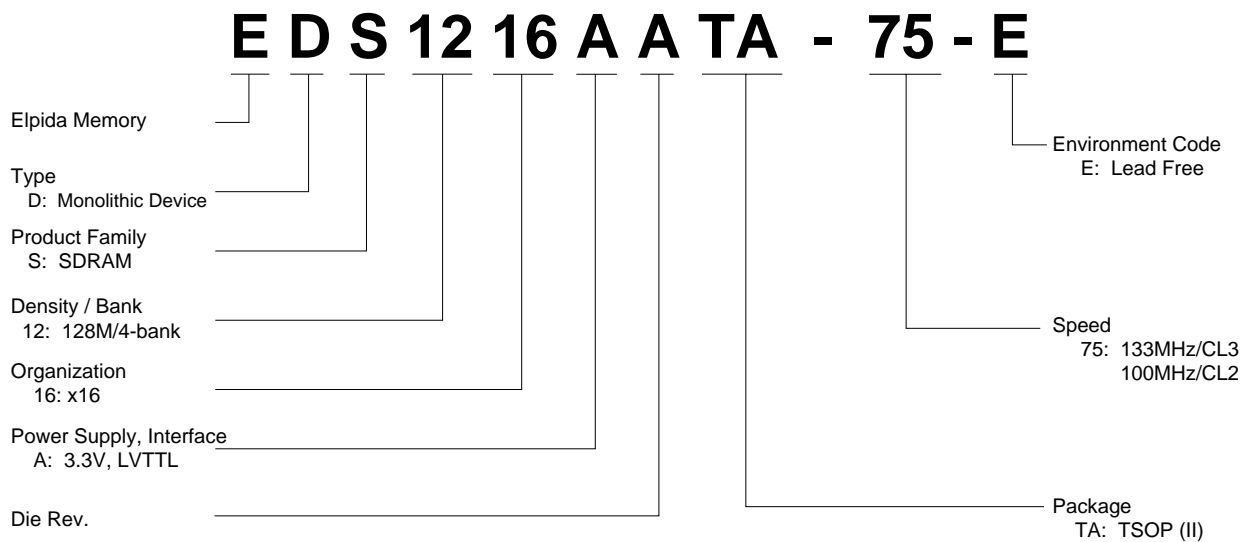 E D S 12 16 A A TA - 75 - E
Elpida Memory
Type
D: Monolithic Device
Product Family
S: SDRAM
Density / Bank
12: 128M/4-bank
Organization
16: x16
Power Supply, Interface
A: 3.3V, LVTTL
Die Rev.
Environment Code
E: Lead Free
Speed
75: 133MHz/CL3
100MHz/CL2
Package
TA: TSOP (II)